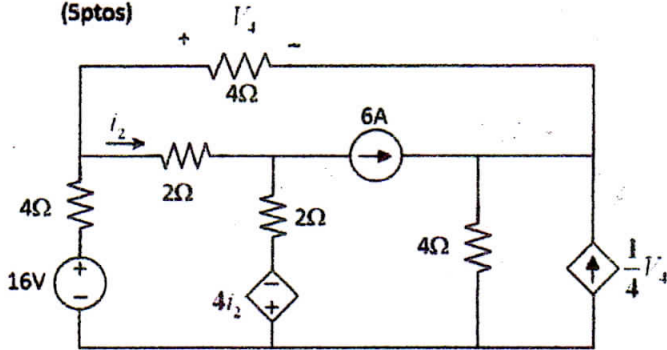 (5ptos)
+ V₄ -
4Ω
i₂
6A
2Ω
4Ω
2Ω
4Ω
16V
+
-
4i₂
-
+
1/4 V₄